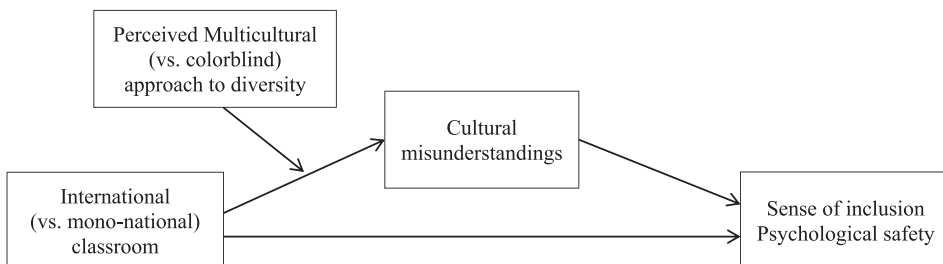 Perceived Multicultural
(vs. colorblind)
approach to diversity
Cultural
misunderstandings
International
(vs. mono-national)
classroom
Sense of inclusion
Psychological safety